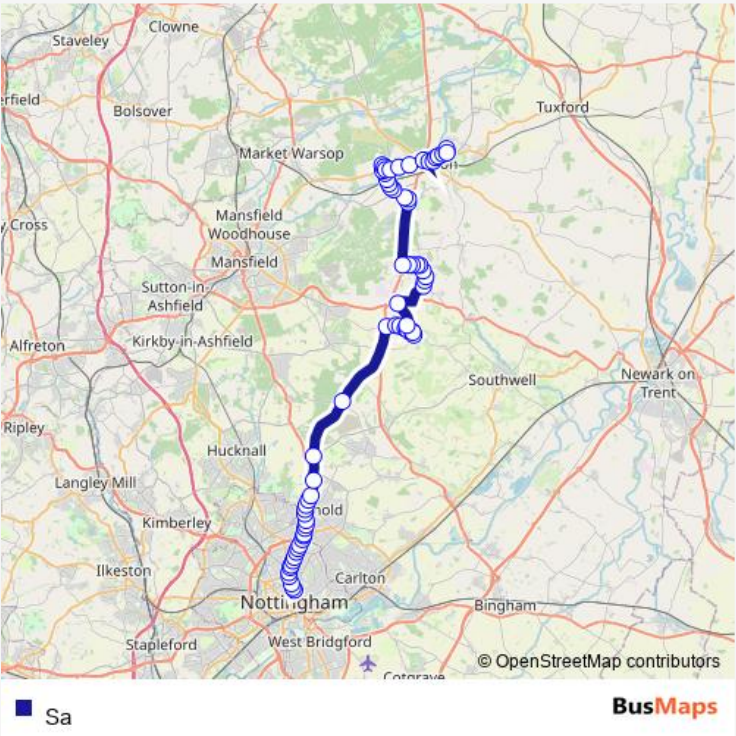 Clowne
Staveley
erfield
Bolsover
Tuxford
Market Warsop
on
Mansfield
Woodhouse
y Cross
Mansfield
Sutton-in-
Ashfield
Kirkby-in-Ashfield
Alfreton
Southwell
Newark on
Trent
Ripley
Hucknall
Langley Mill
nold
Kimberley
Ilkeston
Carlton
Nottingham
Bingham
Stapleford
West Bridgford
Cotgrave
© OpenStreetMap contributors
Sa
BusMaps